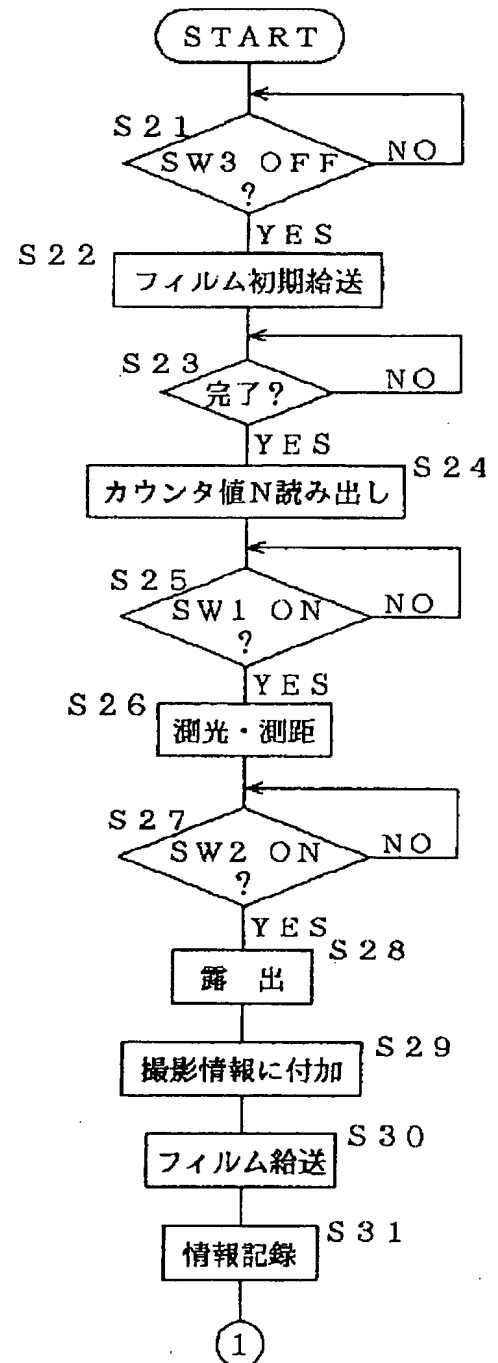 START
S21
SW3 OFF
?
NO
YES
S22
フィルム初期給送
S23
完了?
NO
YES
S24
カウンタ値N読み出し
S25
SW1 ON
?
NO
YES
S26
測光・測距
S27
SW2 ON
?
NO
YES
S28
露 出
S29
撮影情報に付加
S30
フィルム給送
S31
情報記録
1